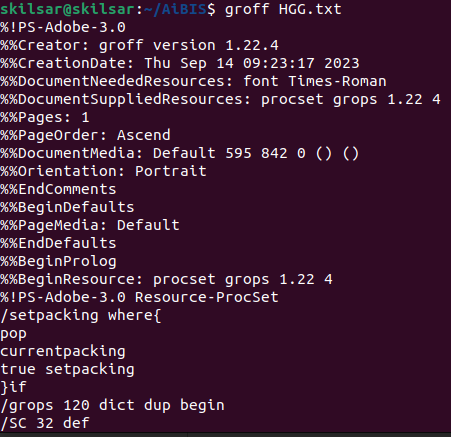 skilsar@skilsar:~/AiBIS$ groff HGG.txt
%!PS-Adobe-3.0
%%Creator: groff version 1.22.4
%%CreationDate: Thu Sep 14 09:23:17 2023
%%DocumentNeededResources: font Times-Roman
%%DocumentSuppliedResources: procset grops 1.22 4
%%Pages: 1
%%PageOrder: Ascend
%%DocumentMedia: Default 595 842 0 () ()
%%Orientation: Portrait
%%EndComments
%%BeginDefaults
%%PageMedia: Default
%%EndDefaults
%%BeginProlog
%%BeginResource: procset grops 1.22 4
%!PS-Adobe-3.0 Resource-ProcSet
/setpacking where{
pop
currentpacking
true setpacking
}if
/grops 120 dict dup begin
/SC 32 def